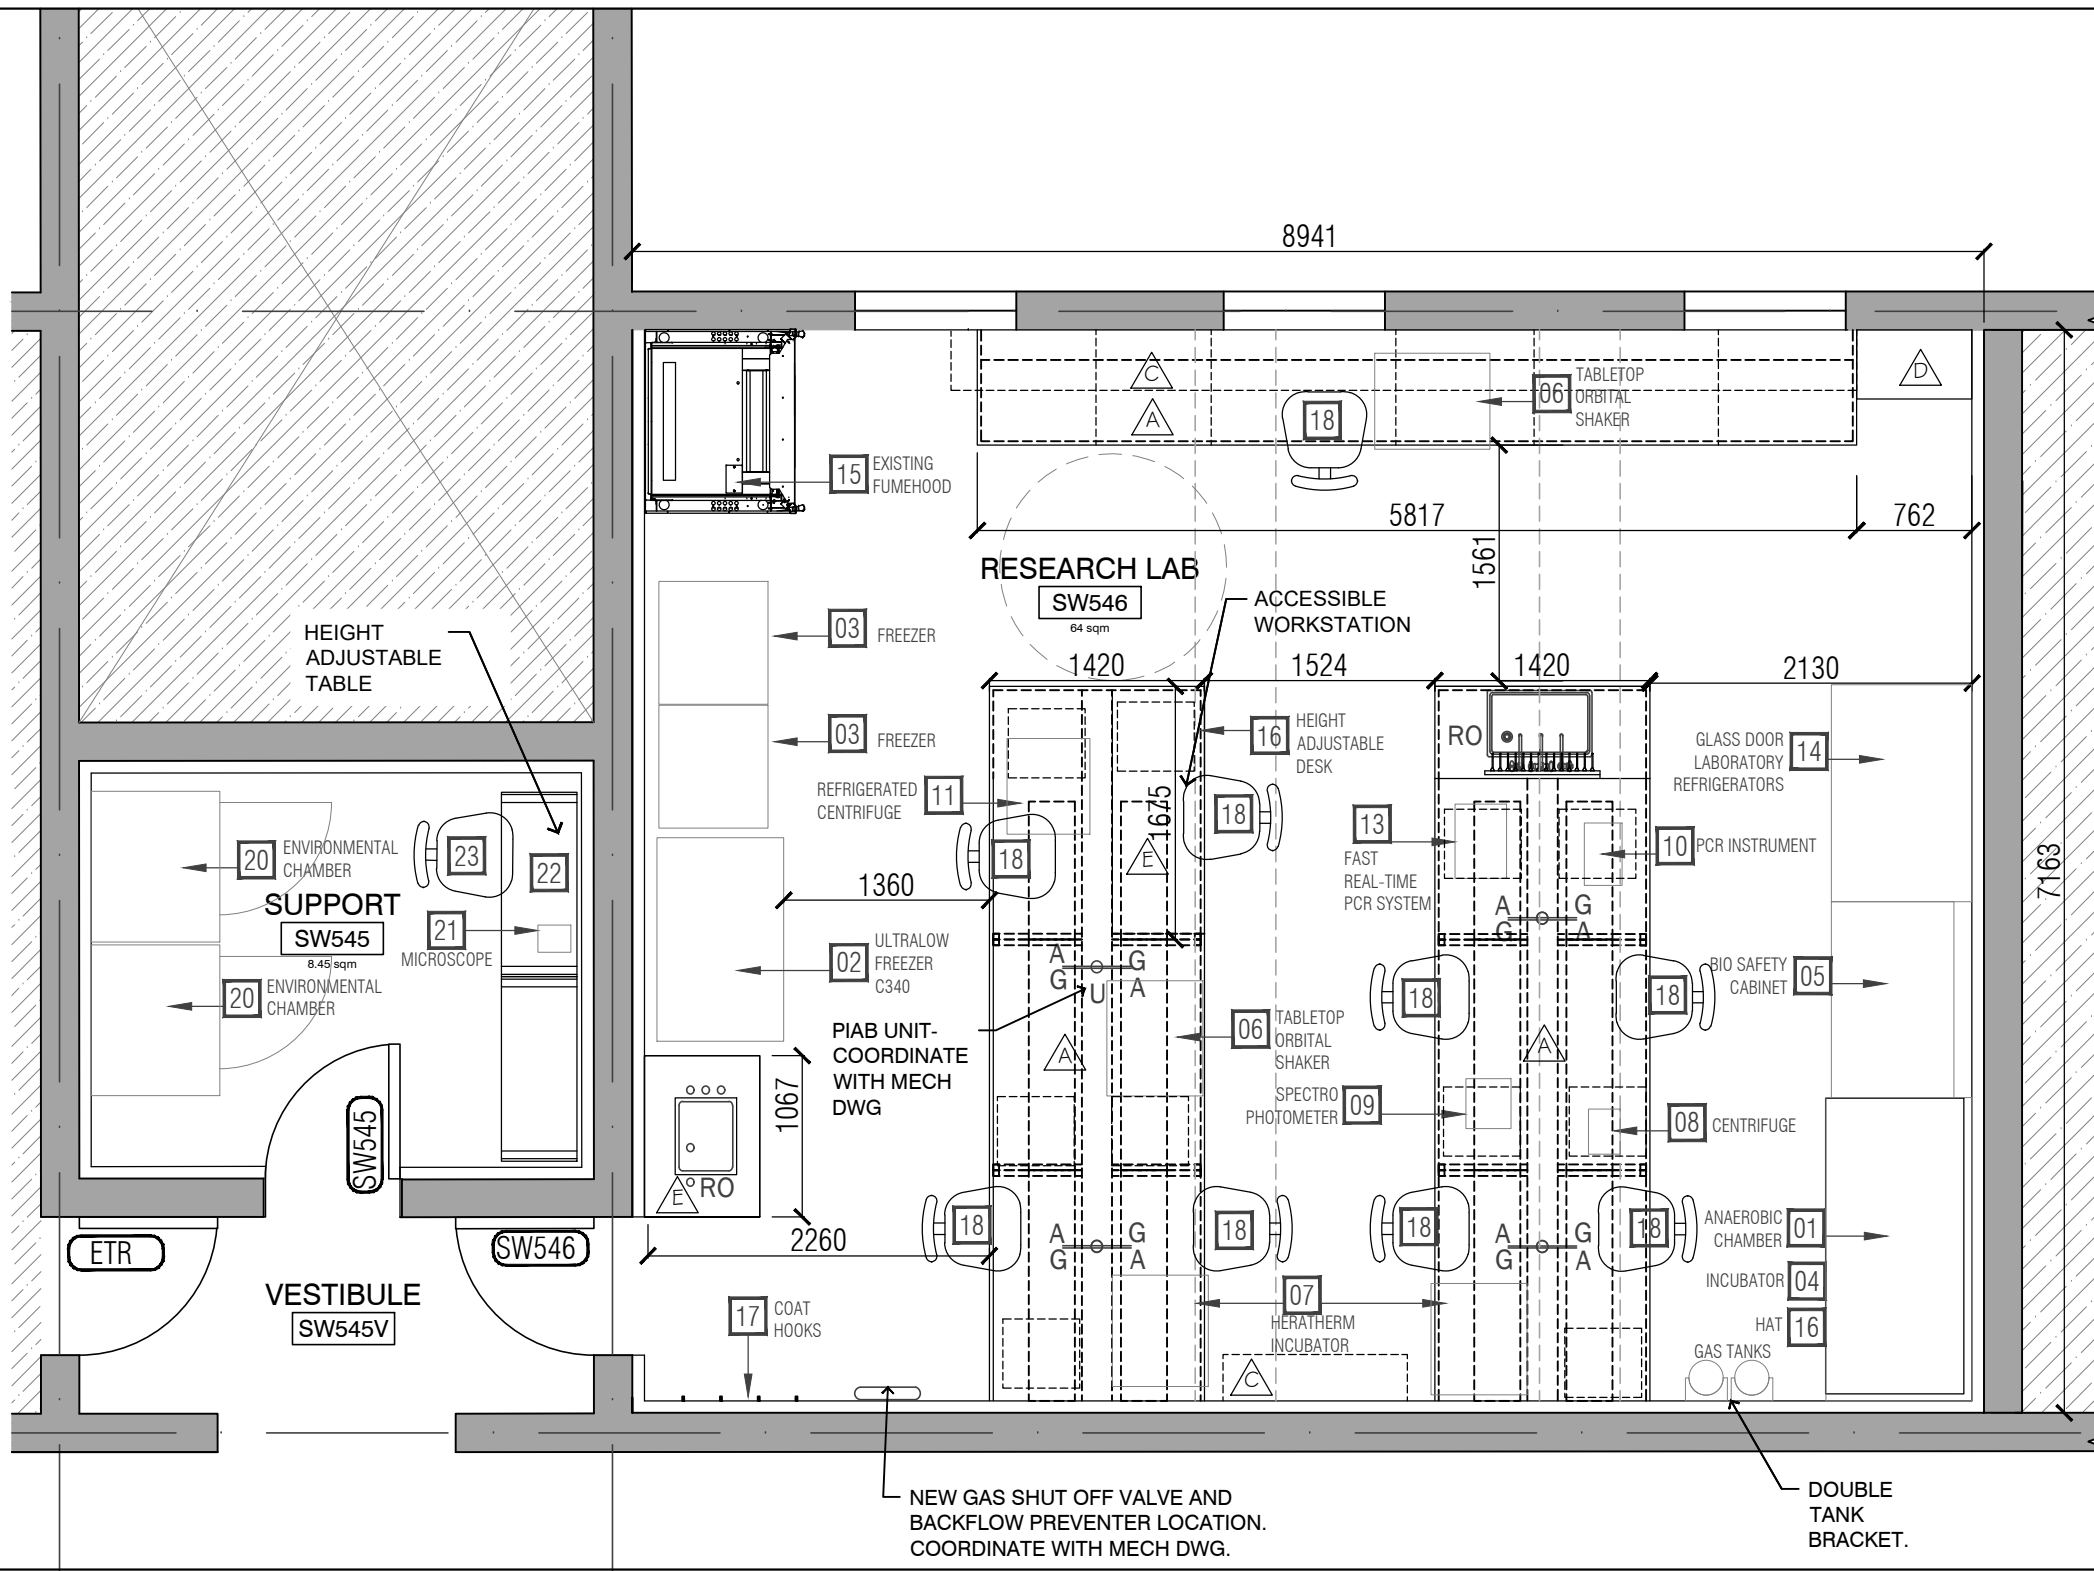 8941
C
A
D
06
TABLETOP
ORBITAL
SHAKER
18
15
EXISTING
FUMEHOOD
5817
762
1561
RESEARCH LAB
SW546
64 sqm
ACCESSIBLE
WORKSTATION
HEIGHT
ADJUSTABLE
TABLE
03
FREEZER
1420
1524
1420
2130
03
FREEZER
16
HEIGHT
ADJUSTABLE
DESK
RO
GLASS DOOR
LABORATORY
REFRIGERATORS
14
REFRIGERATED
CENTRIFUGE
11
1675
18
13
FAST
REAL-TIME
PCR SYSTEM
10
PCR INSTRUMENT
7163
20
ENVIRONMENTAL
CHAMBER
23
22
18
E
1360
SUPPORT
SW545
8.45 sqm
21
MICROSCOPE
20
ENVIRONMENTAL
CHAMBER
02
ULTRALOW
FREEZER
C340
A
G
G
A
U
A
G
G
A
BIO SAFETY
CABINET
05
18
18
PIAB UNIT-
COORDINATE
WITH MECH
DWG
06
TABLETOP
ORBITAL
SHAKER
A
A
1067
SPECTRO
PHOTOMETER
09
08
CENTRIFUGE
SW545
E
RO
18
18
18
18
A
G
G
A
A
G
G
A
ANAEROBIC
CHAMBER
01
ETR
SW546
2260
INCUBATOR
04
VESTIBULE
SW545V
17
COAT
HOOKS
07
HERATHERM
INCUBATOR
HAT
16
GAS TANKS
C
NEW GAS SHUT OFF VALVE AND
BACKFLOW PREVENTER LOCATION.
COORDINATE WITH MECH DWG.
DOUBLE
TANK
BRACKET.